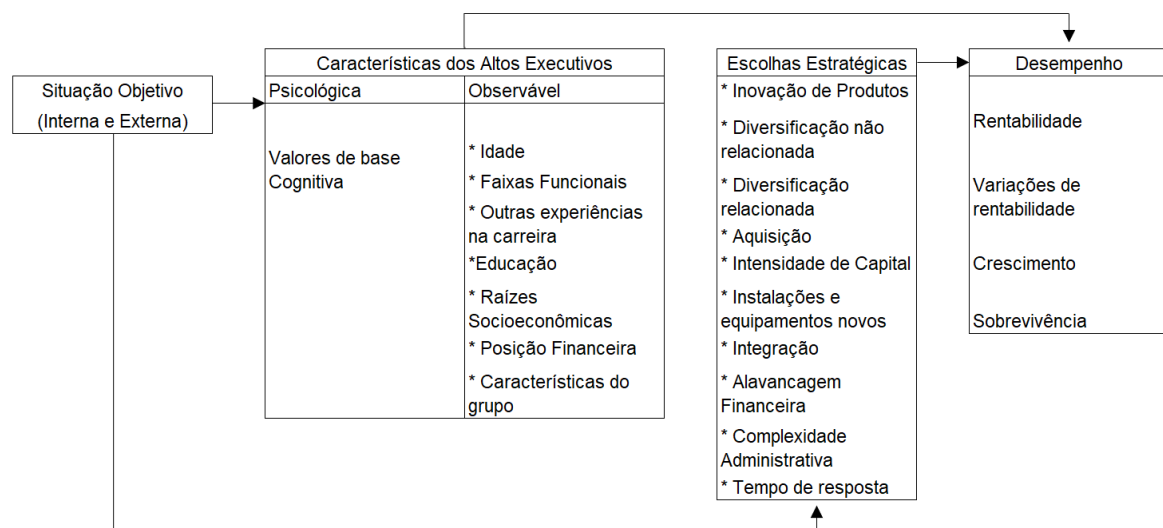 Situação Objetivo
(Interna e Externa)
Características dos Altos Executivos
Psicológica
Valores de base
Cognitiva
Observável
* Idade
* Faixas Funcionais
* Outras experiências
na carreira
*Educação
* Raízes
Socioeconômicas
* Posição Financeira
* Características do
grupo
Escolhas Estratégicas
* Inovação de Produtos
* Diversificação não
relacionada
* Diversificação
relacionada
* Aquisição
* Intensidade de Capital
* Instalações e
equipamentos novos
* Integração
* Alavancagem
Financeira
* Complexidade
Administrativa
* Tempo de resposta
Desempenho
Rentabilidade
Variações de
rentabilidade
Crescimento
Sobrevivência